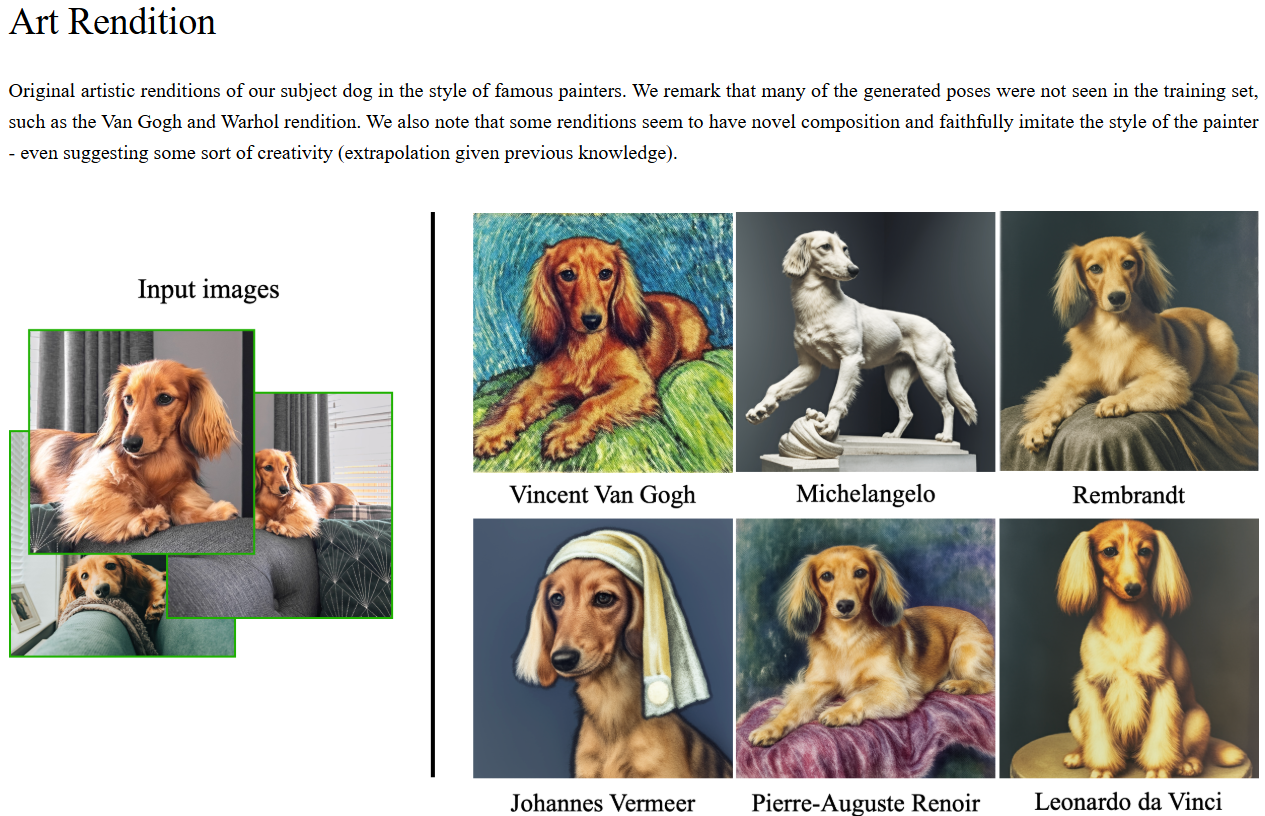 Art Rendition
Original artistic renditions of our subject dog in the style of famous painters. We remark that many of the generated poses were not seen in the training set,
such as the Van Gogh and Warhol rendition. We also note that some renditions seem to have novel composition and faithfully imitate the style of the painter
- even suggesting some sort of creativity (extrapolation given previous knowledge).
Input images
Vincent Van Gogh
Michelangelo
Rembrandt
Johannes Vermeer
Pierre-Auguste Renoir
Leonardo da Vinci